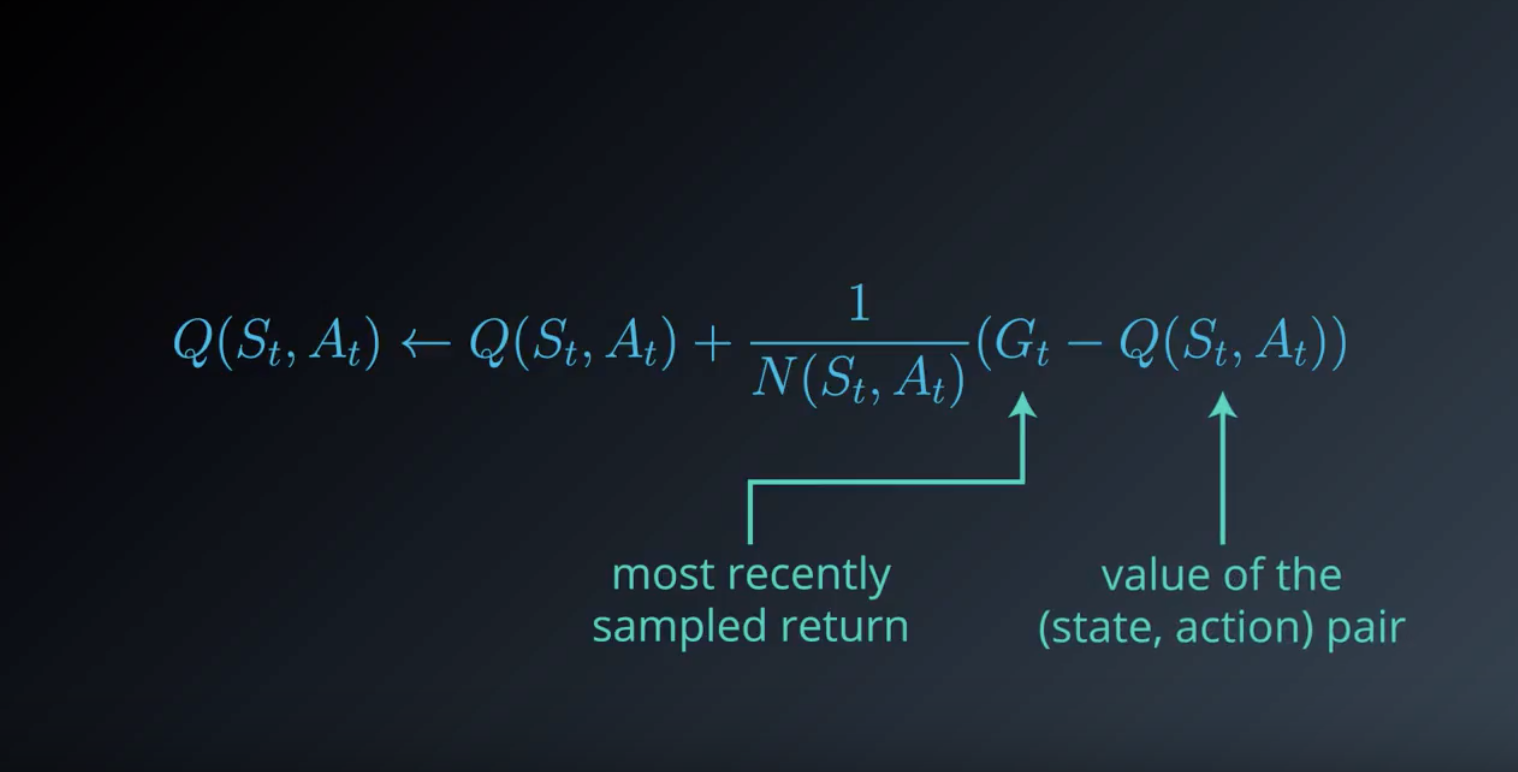 Q(S_t, A_t) ← Q(S_t, A_t) + \frac{1}{N(S_t, A_t)}(G_t − Q(S_t, A_t))
most recently
sampled return
value of the
(state, action) pair